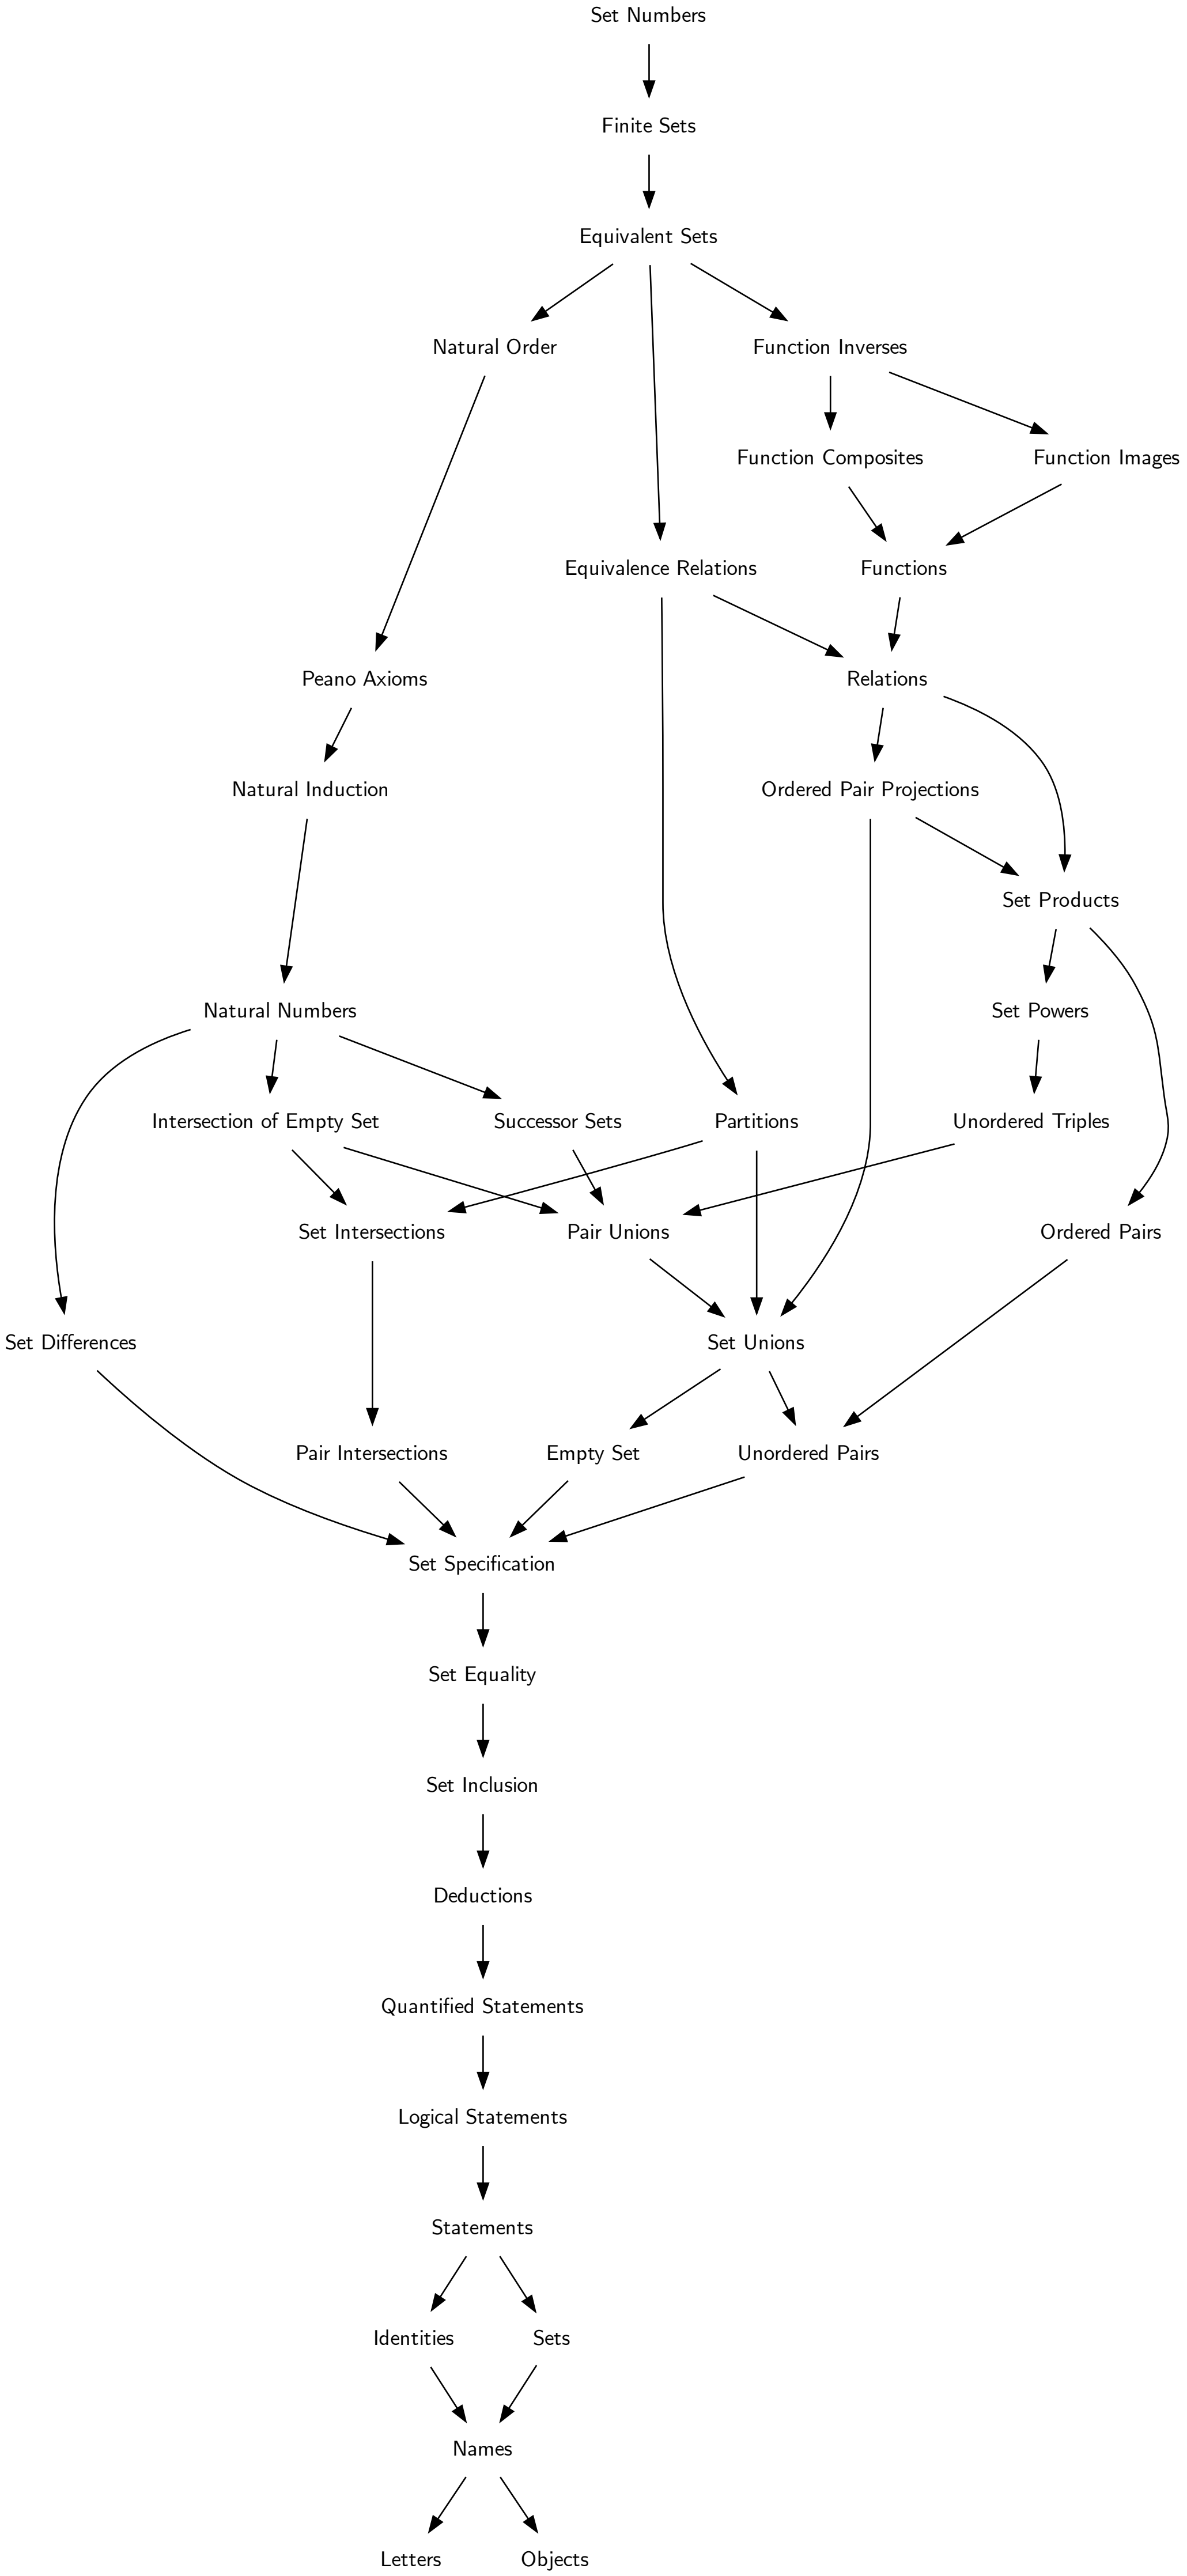 Set Numbers
Finite Sets
Equivalent Sets
Natural Order
Function Inverses
Function Composites
Function Images
Equivalence Relations
Functions
Peano Axioms
Relations
Natural Induction
Ordered Pair Projections
Set Products
Natural Numbers
Set Powers
Intersection of Empty Set
Successor Sets
Partitions
Unordered Triples
Set Intersections
Pair Unions
Ordered Pairs
Set Differences
Set Unions
Pair Intersections
Empty Set
Unordered Pairs
Set Specification
Set Equality
Set Inclusion
Deductions
Quantified Statements
Logical Statements
Statements
Identities
Sets
Names
Letters
Objects